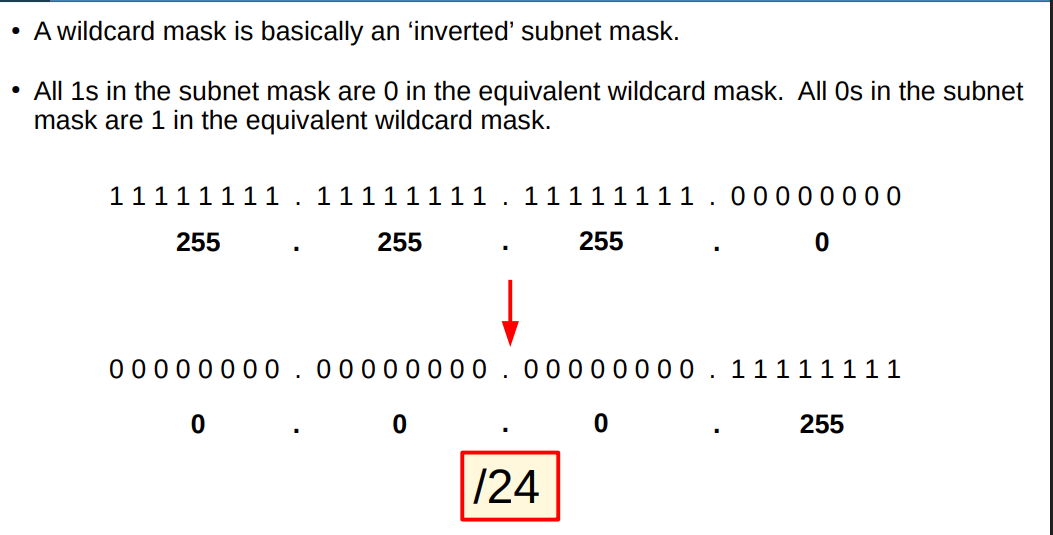 • A wildcard mask is basically an ‘inverted’ subnet mask.
• All 1s in the subnet mask are 0 in the equivalent wildcard mask.  All 0s in the subnet
mask are 1 in the equivalent wildcard mask.
1 1 1 1 1 1 1 1 . 1 1 1 1 1 1 1 1 . 1 1 1 1 1 1 1 1 . 0 0 0 0 0 0 0 0
255 . 255 . 255 . 0
0 0 0 0 0 0 0 0 . 0 0 0 0 0 0 0 0 . 0 0 0 0 0 0 0 0 . 1 1 1 1 1 1 1 1
0 . 0 . 0 . 255
/24